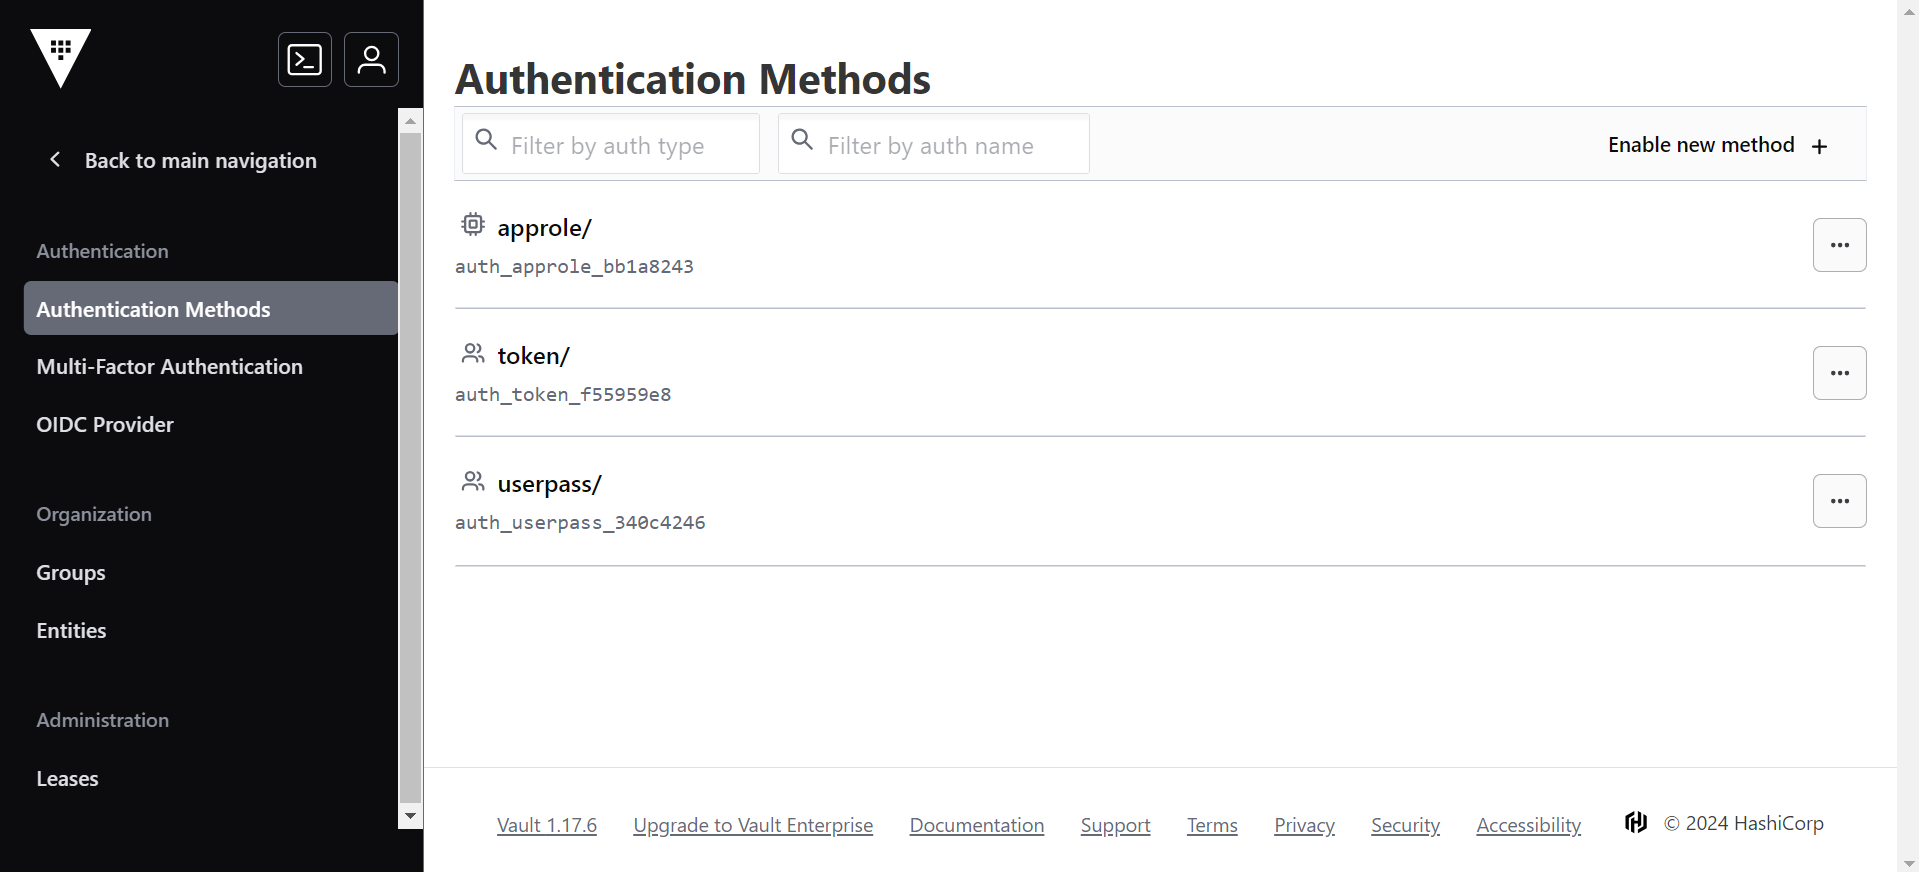 Back to main navigation
Authentication
Authentication Methods
Multi-Factor Authentication
OIDC Provider
Organization
Groups
Entities
Administration
Leases
Authentication Methods
Filter by auth type
Filter by auth name
Enable new method +
approle/
auth_approle_bb1a8243
token/
auth_token_f55959e8
userpass/
auth_userpass_340c4246
Vault 1.17.6 Upgrade to Vault Enterprise Documentation Support Terms Privacy Security Accessibility © 2024 HashiCorp